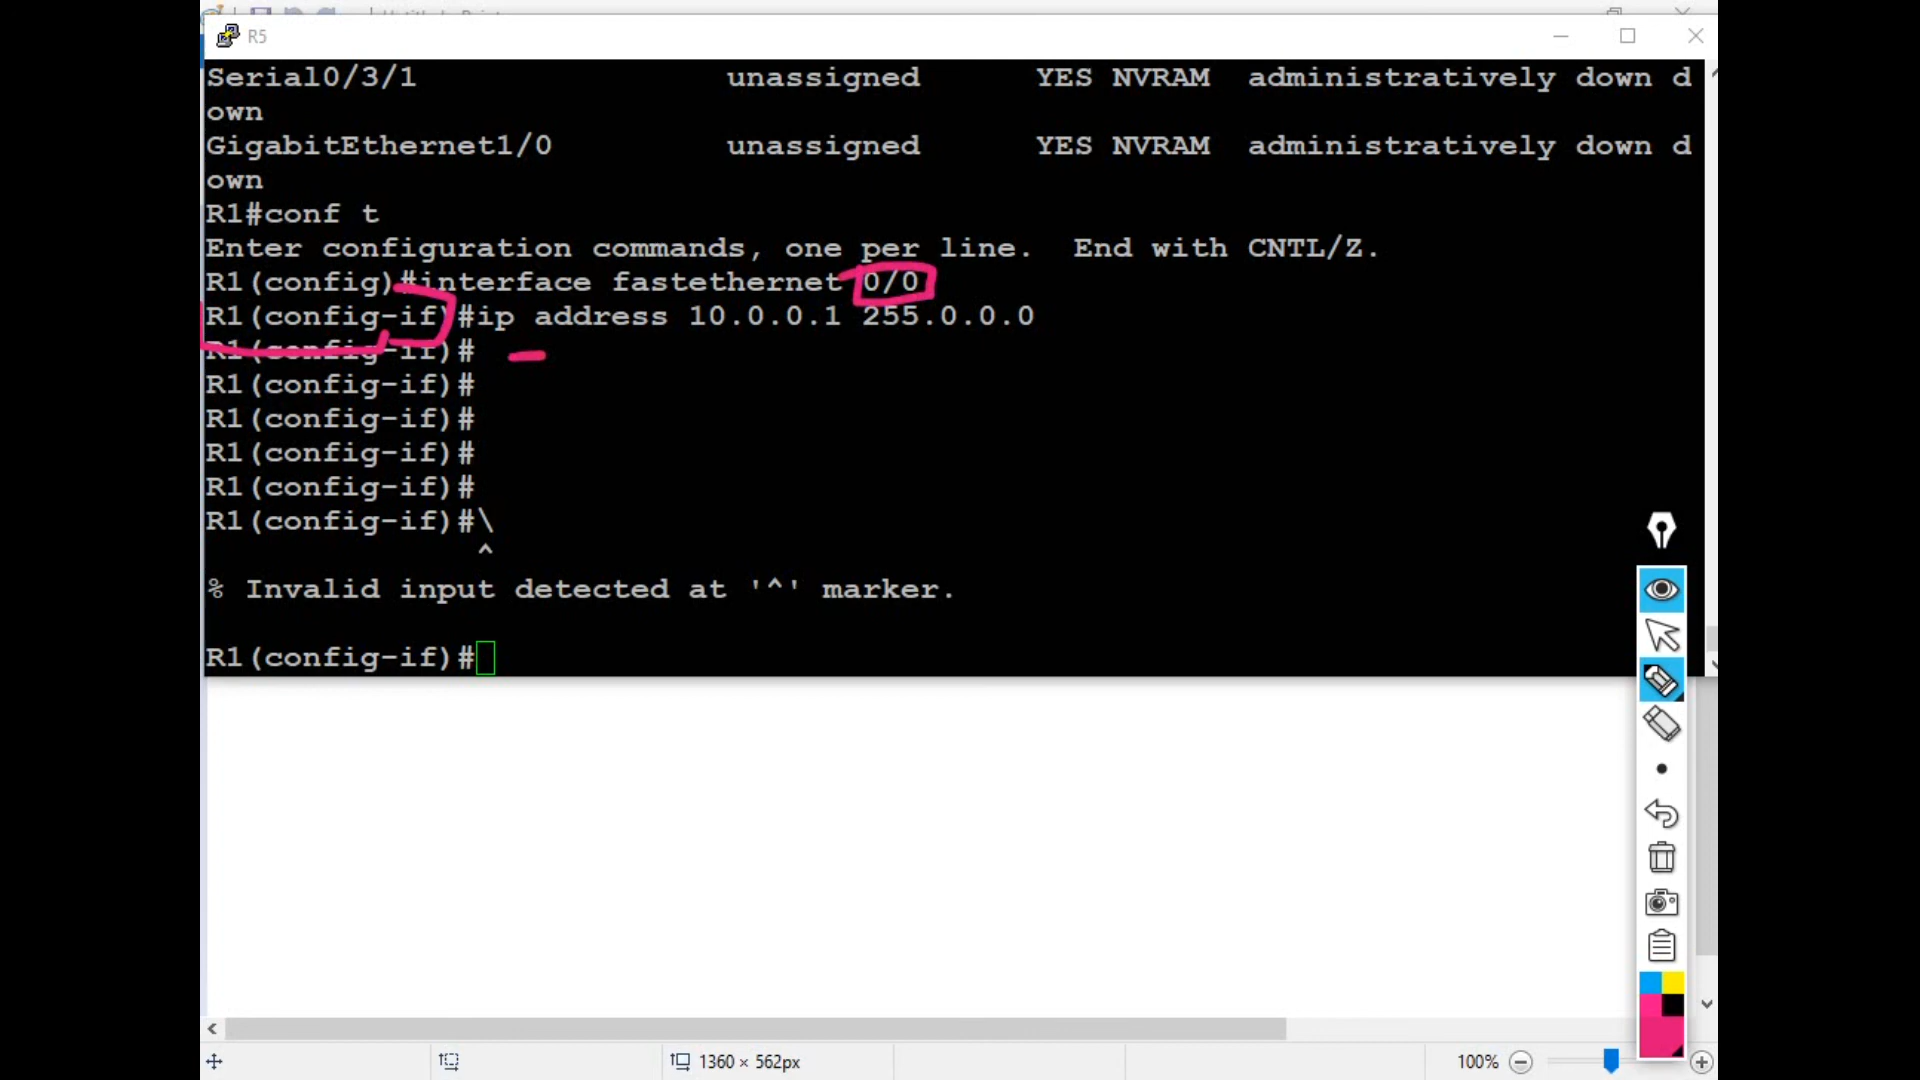 R5
Serial0/3/1 unassigned YES NVRAM administratively down d
own
GigabitEthernet1/0 unassigned YES NVRAM administratively down d
own
R1#conf t
Enter configuration commands, one per line. End with CNTL/Z.
R1(config)#interface fastethernet 0/0
R1(config-if)#ip address 10.0.0.1 255.0.0.0
R1(config-if)#
R1(config-if)#
R1(config-if)#
R1(config-if)#
R1(config-if)#
R1(config-if)#\
^
% Invalid input detected at '^' marker.
R1(config-if)#
1360 × 562px
100%